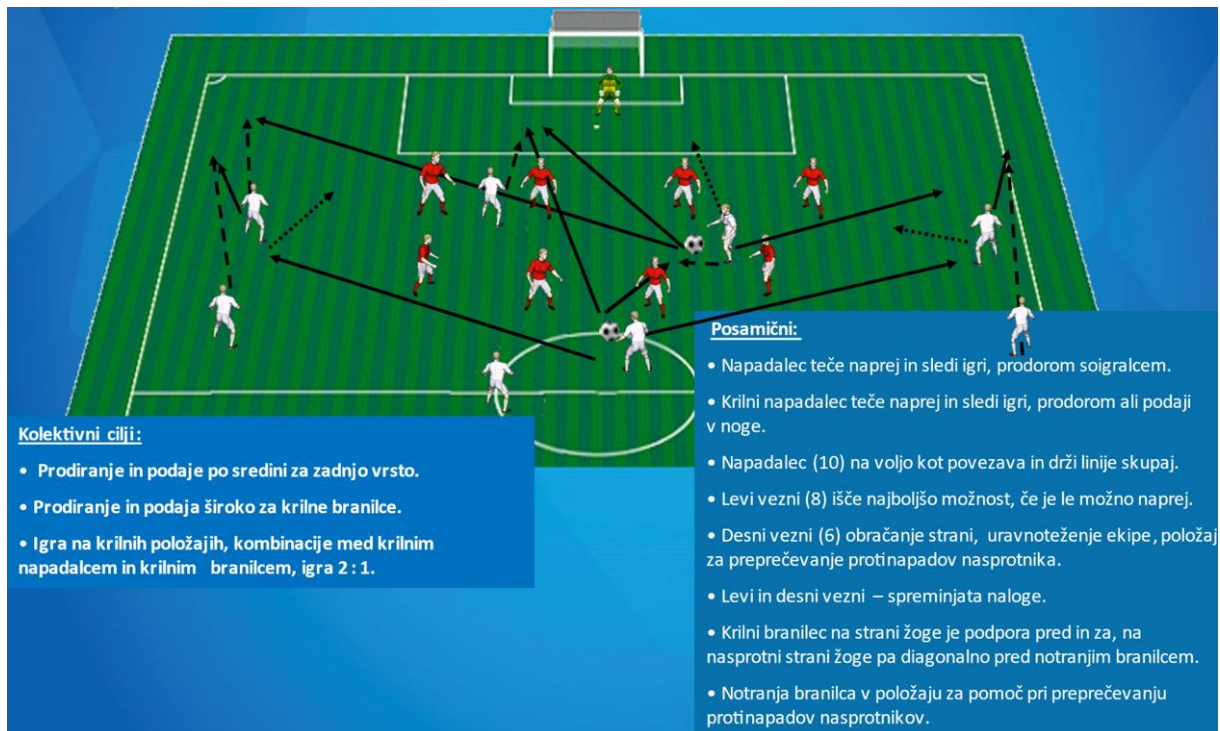 Kolektivni cilji:
• Prodiranje in podaje po sredini za zadnjo vrsto.
• Prodiranje in podaja široko za krilne branilce.
• Igra na krilnih položajih, kombinacije med krilnim
napadalcem in krilnim branilcem, igra 2 : 1.
Posamični:
• Napadalec teče naprej in sledi igri, prodorom soigralcem.
• Krilni napadalec teče naprej in sledi igri, prodorom ali podaji
v noge.
• Napadalec (10) na voljo kot povezava in drži linije skupaj.
• Levi vezni (8) išče najboljšo možnost, če je le možno naprej.
• Desni vezni (6) obračanje strani, uravnoteženje ekipe, položaj
za preprečevanje protinapadov nasprotnika.
• Levi in desni vezni – spreminjata naloge.
• Krilni branilec na strani žoge je podpora pred in za, na
nasprotni strani žoge pa diagonalno pred notranjim branilcem.
• Notranja branilca v položaju za pomoč pri preprečevanju
protinapadov nasprotnikov.